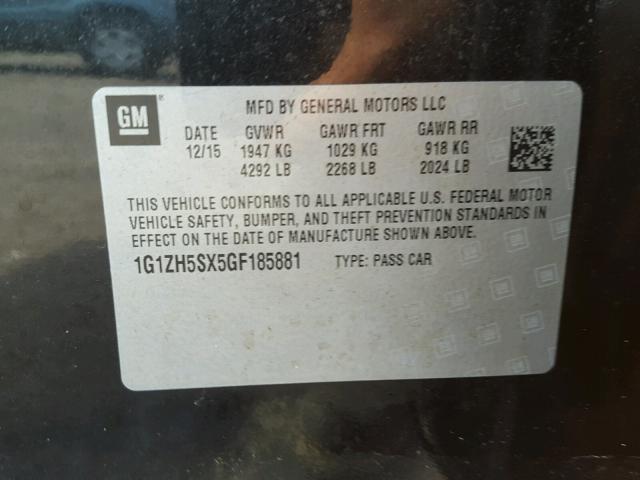 GM ®
MFD BY GENERAL MOTORS LLC
DATE GVWR GAWR FRT GAWR RR
12/15 1947 KG 1029 KG 918 KG
4292 LB 2268 LB 2024 LB
THIS VEHICLE CONFORMS TO ALL APPLICABLE U.S. FEDERAL MOTOR
VEHICLE SAFETY, BUMPER, AND THEFT PREVENTION STANDARDS IN
EFFECT ON THE DATE OF MANUFACTURE SHOWN ABOVE.
1G1ZH5SX5GF185881 TYPE: PASS CAR